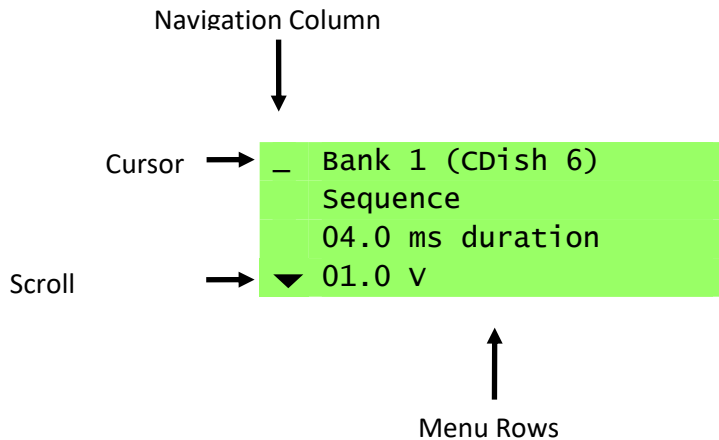 Navigation Column
Cursor
_ Bank 1 (CDish 6)
Sequence
04.0 ms duration
Scroll
01.0 V
Menu Rows